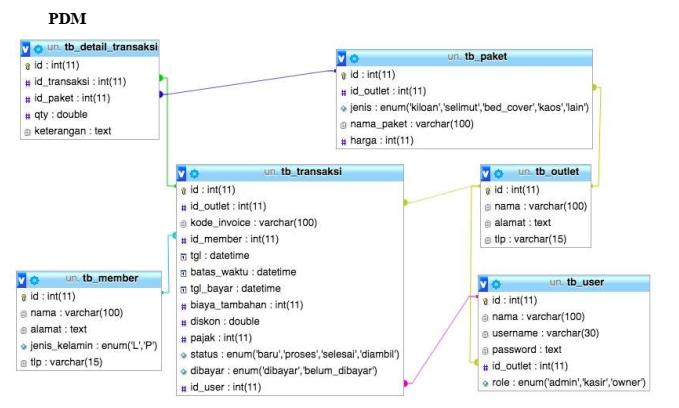 PDM
un. tb_detail_transaksi
id : int(11)
id_transaksi : int(11)
id_paket : int(11)
qty : double
keterangan : text
un. tb_paket
id : int(11)
id_outlet : int(11)
jenis : enum('kiloan','selimut','bed_cover','kaos','lain')
nama_paket : varchar(100)
harga : int(11)
un. tb_transaksi
id : int(11)
id_outlet : int(11)
kode_invoice : varchar(100)
id_member : int(11)
tgl : datetime
batas_waktu : datetime
tgl_bayar : datetime
biaya_tambahan : int(11)
diskon : double
pajak : int(11)
status : enum('baru','proses','selesai','diambil')
dibayar : enum('dibayar','belum_dibayar')
id_user : int(11)
un. tb_outlet
id : int(11)
nama : varchar(100)
alamat : text
tlp : varchar(15)
un. tb_member
id : int(11)
nama : varchar(100)
alamat : text
jenis_kelamin : enum('L','P')
tlp : varchar(15)
un. tb_user
id : int(11)
nama : varchar(100)
username : varchar(30)
password : text
id_outlet : int(11)
role : enum('admin','kasir','owner')